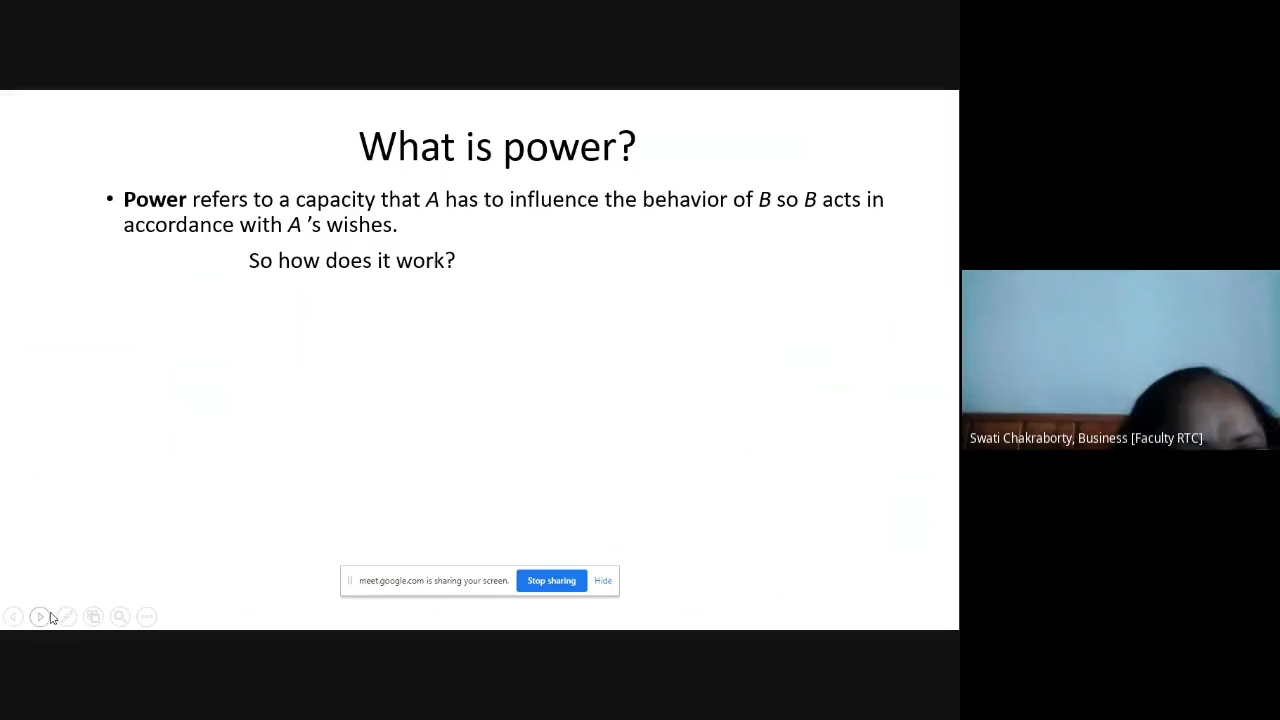 What is power?
• Power refers to a capacity that A has to influence the behavior of B so B acts in
accordance with A 's wishes.
So how does it work?
meet.google.com is sharing your screen. Stop sharing Hide
Swati Chakraborty, Business [Faculty RTC]